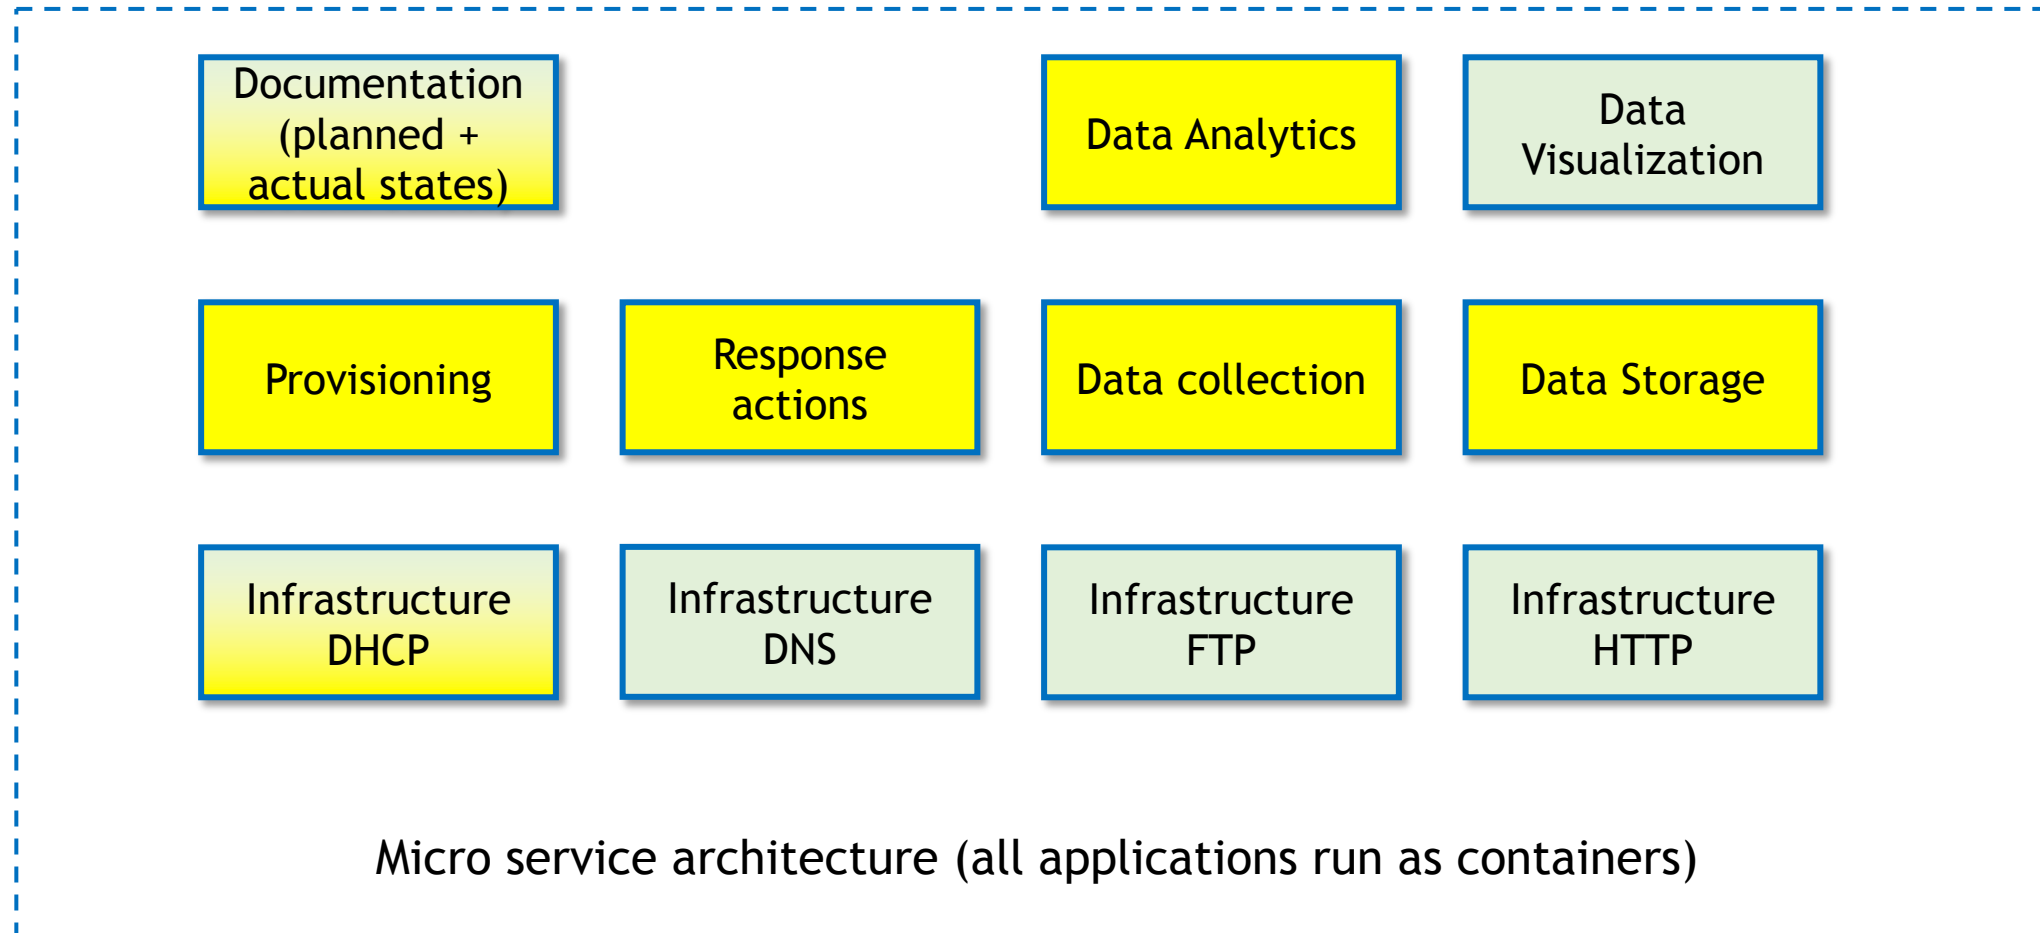 Documentation
(planned +
actual states)
Data Analytics
Data
Visualization
Provisioning
Response
actions
Data collection
Data Storage
Infrastructure
DHCP
Infrastructure
DNS
Infrastructure
FTP
Infrastructure
HTTP
Micro service architecture (all applications run as containers)